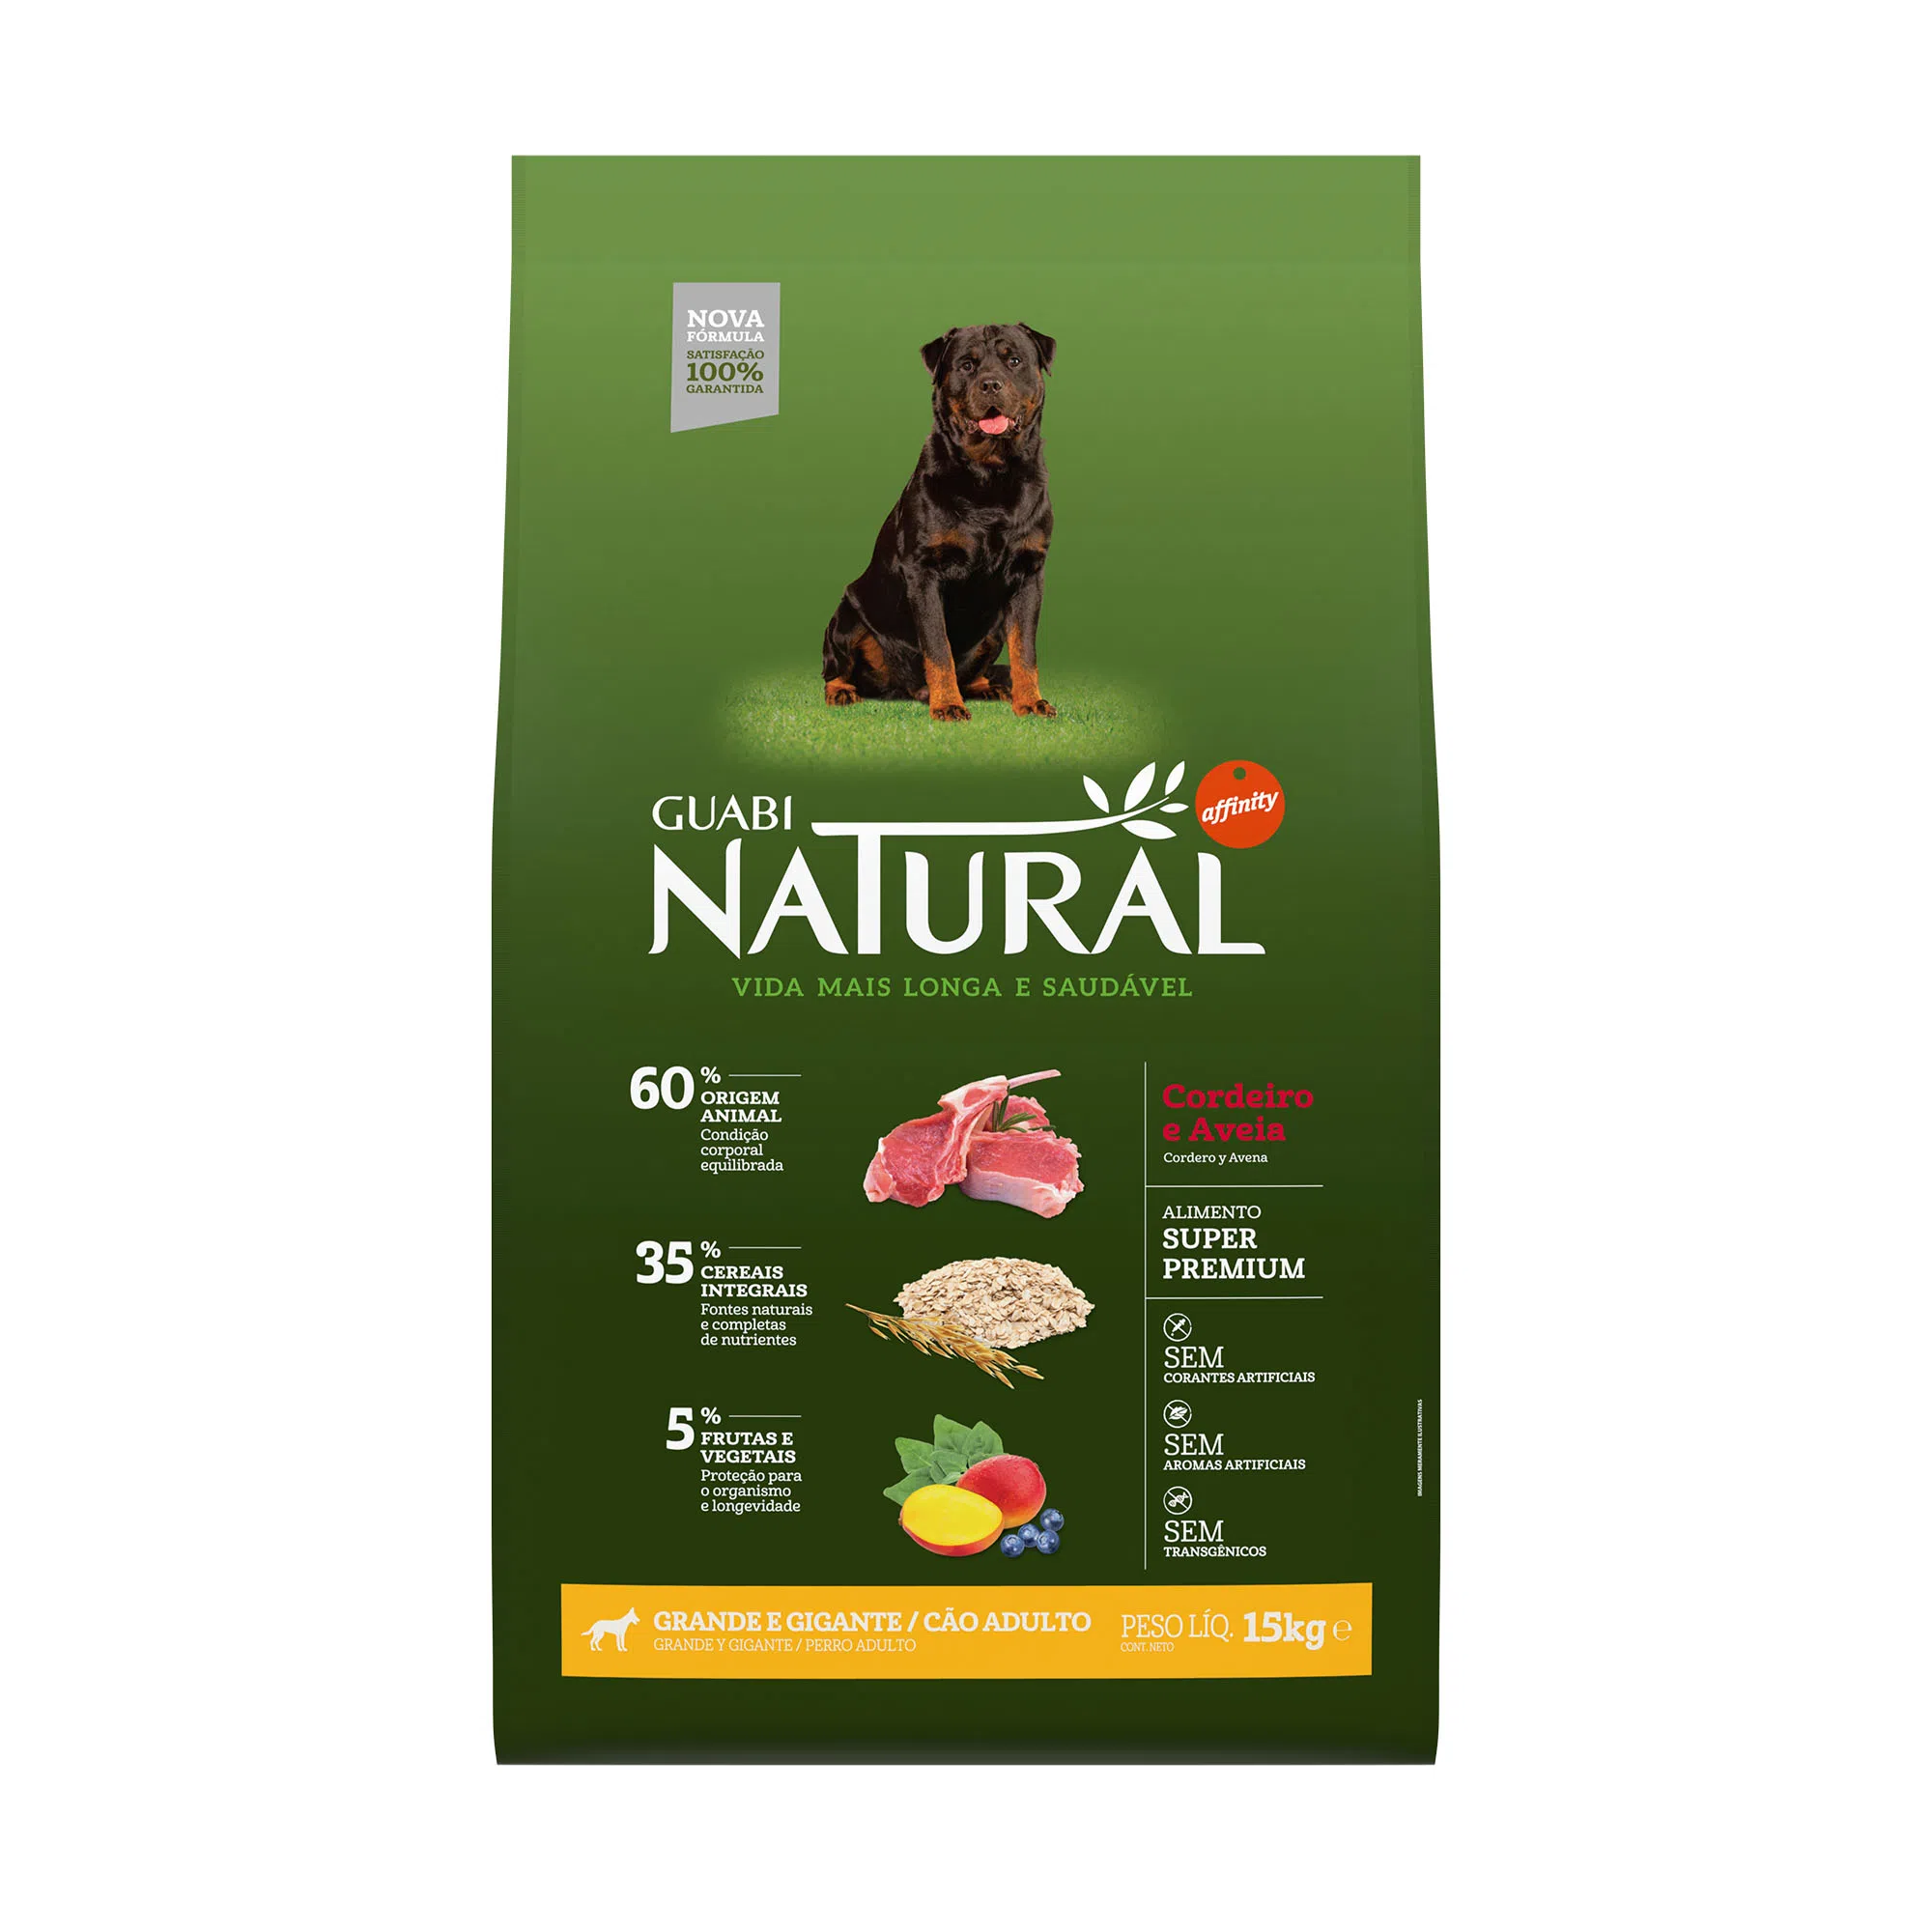 NOVA
FÓRMULA
SATISFAÇÃO
100%
GARANTIDA
affinity
GUABI
NATURAL
VIDA MAIS LONGA E SAUDÁVEL
60%
ORIGEM
ANIMAL
Condição
corporal
equilibrada
35%
CEREAIS
INTEGRAIS
Fontes naturais
e completas
de nutrientes
5%
FRUTAS E
VEGETAIS
Proteção para
o organismo
e longevidade
Cordeiro
e Aveia
Cordero y Avena
ALIMENTO
SUPER
PREMIUM
SEM
CORANTES ARTIFICIAIS
SEM
AROMAS ARTIFICIAIS
SEM
TRANSGÊNICOS
IMAGENS MERAMENTE ILUSTRATIVAS
GRANDE E GIGANTE / CÃO ADULTO
GRANDE Y GIGANTE / PERRO ADULTO
PESO LÍQ. 15kg e
CONT. NETO